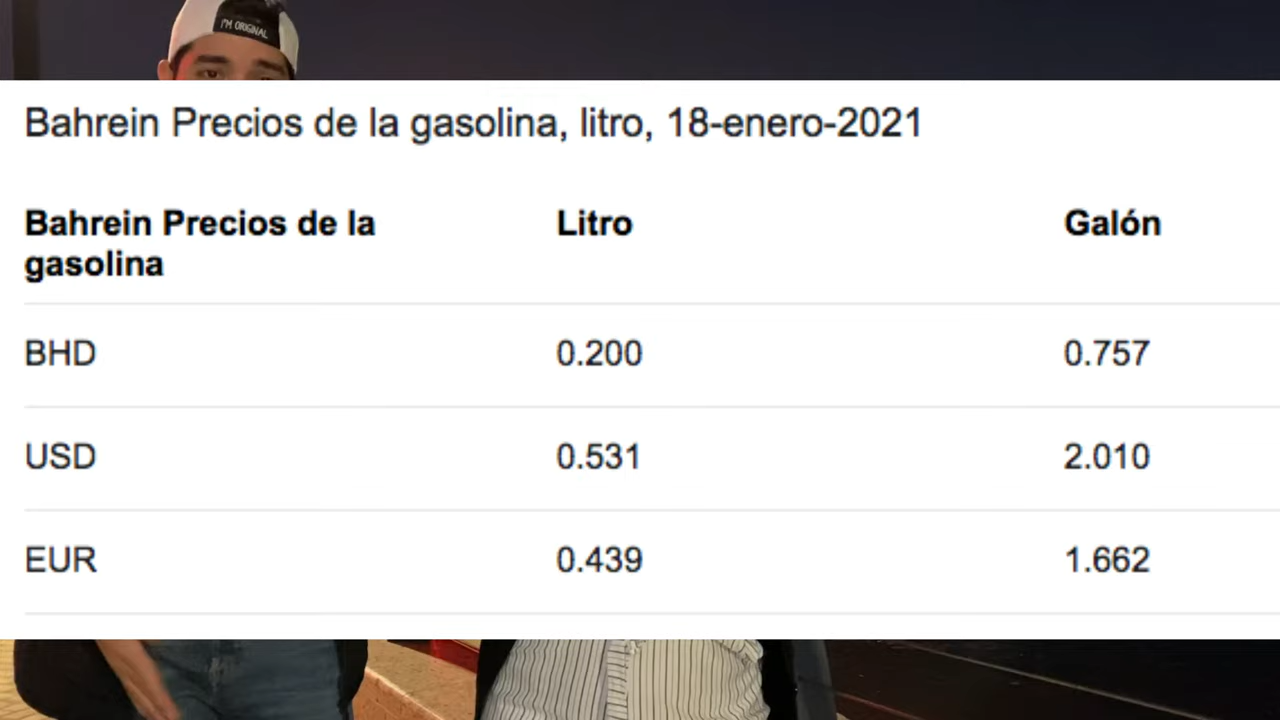 I'M ORIGINAL
Bahrein Precios de la gasolina, litro, 18-enero-2021
Bahrein Precios de la Litro Galón
gasolina
BHD 0.200 0.757
USD 0.531 2.010
EUR 0.439 1.662